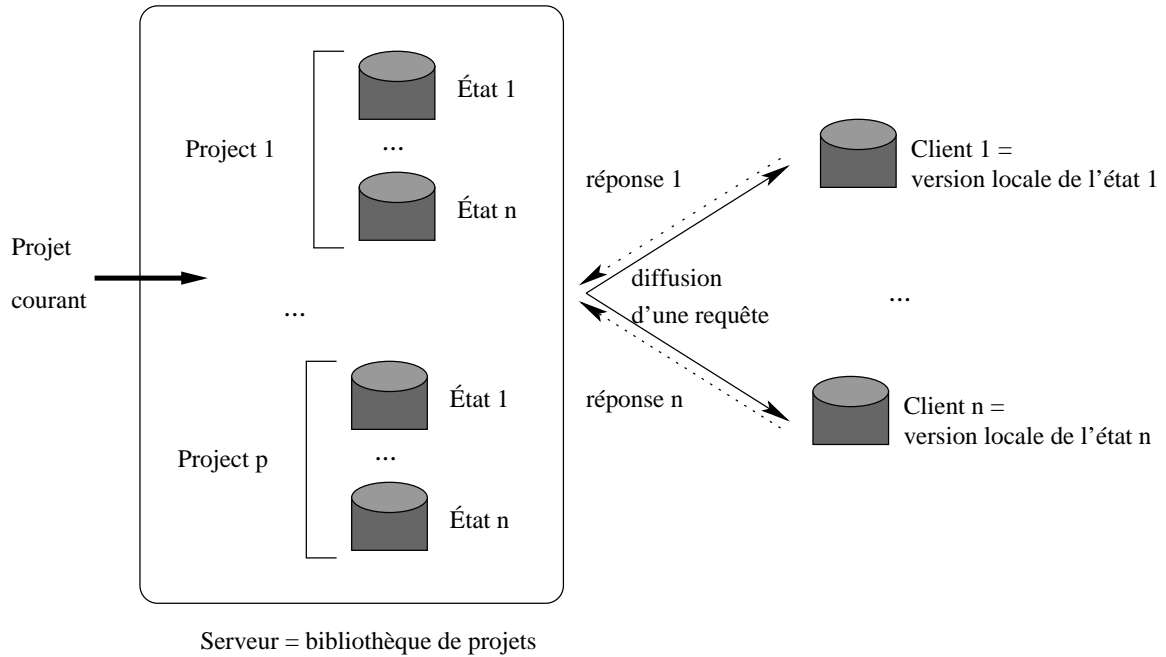 État 1
Project 1
...
État n
Projet
courant
...
État 1
Project p
...
État n
Serveur = bibliothèque de projets
réponse 1
diffusion
d'une requête
réponse n
Client 1 =
version locale de l'état 1
...
Client n =
version locale de l'état n